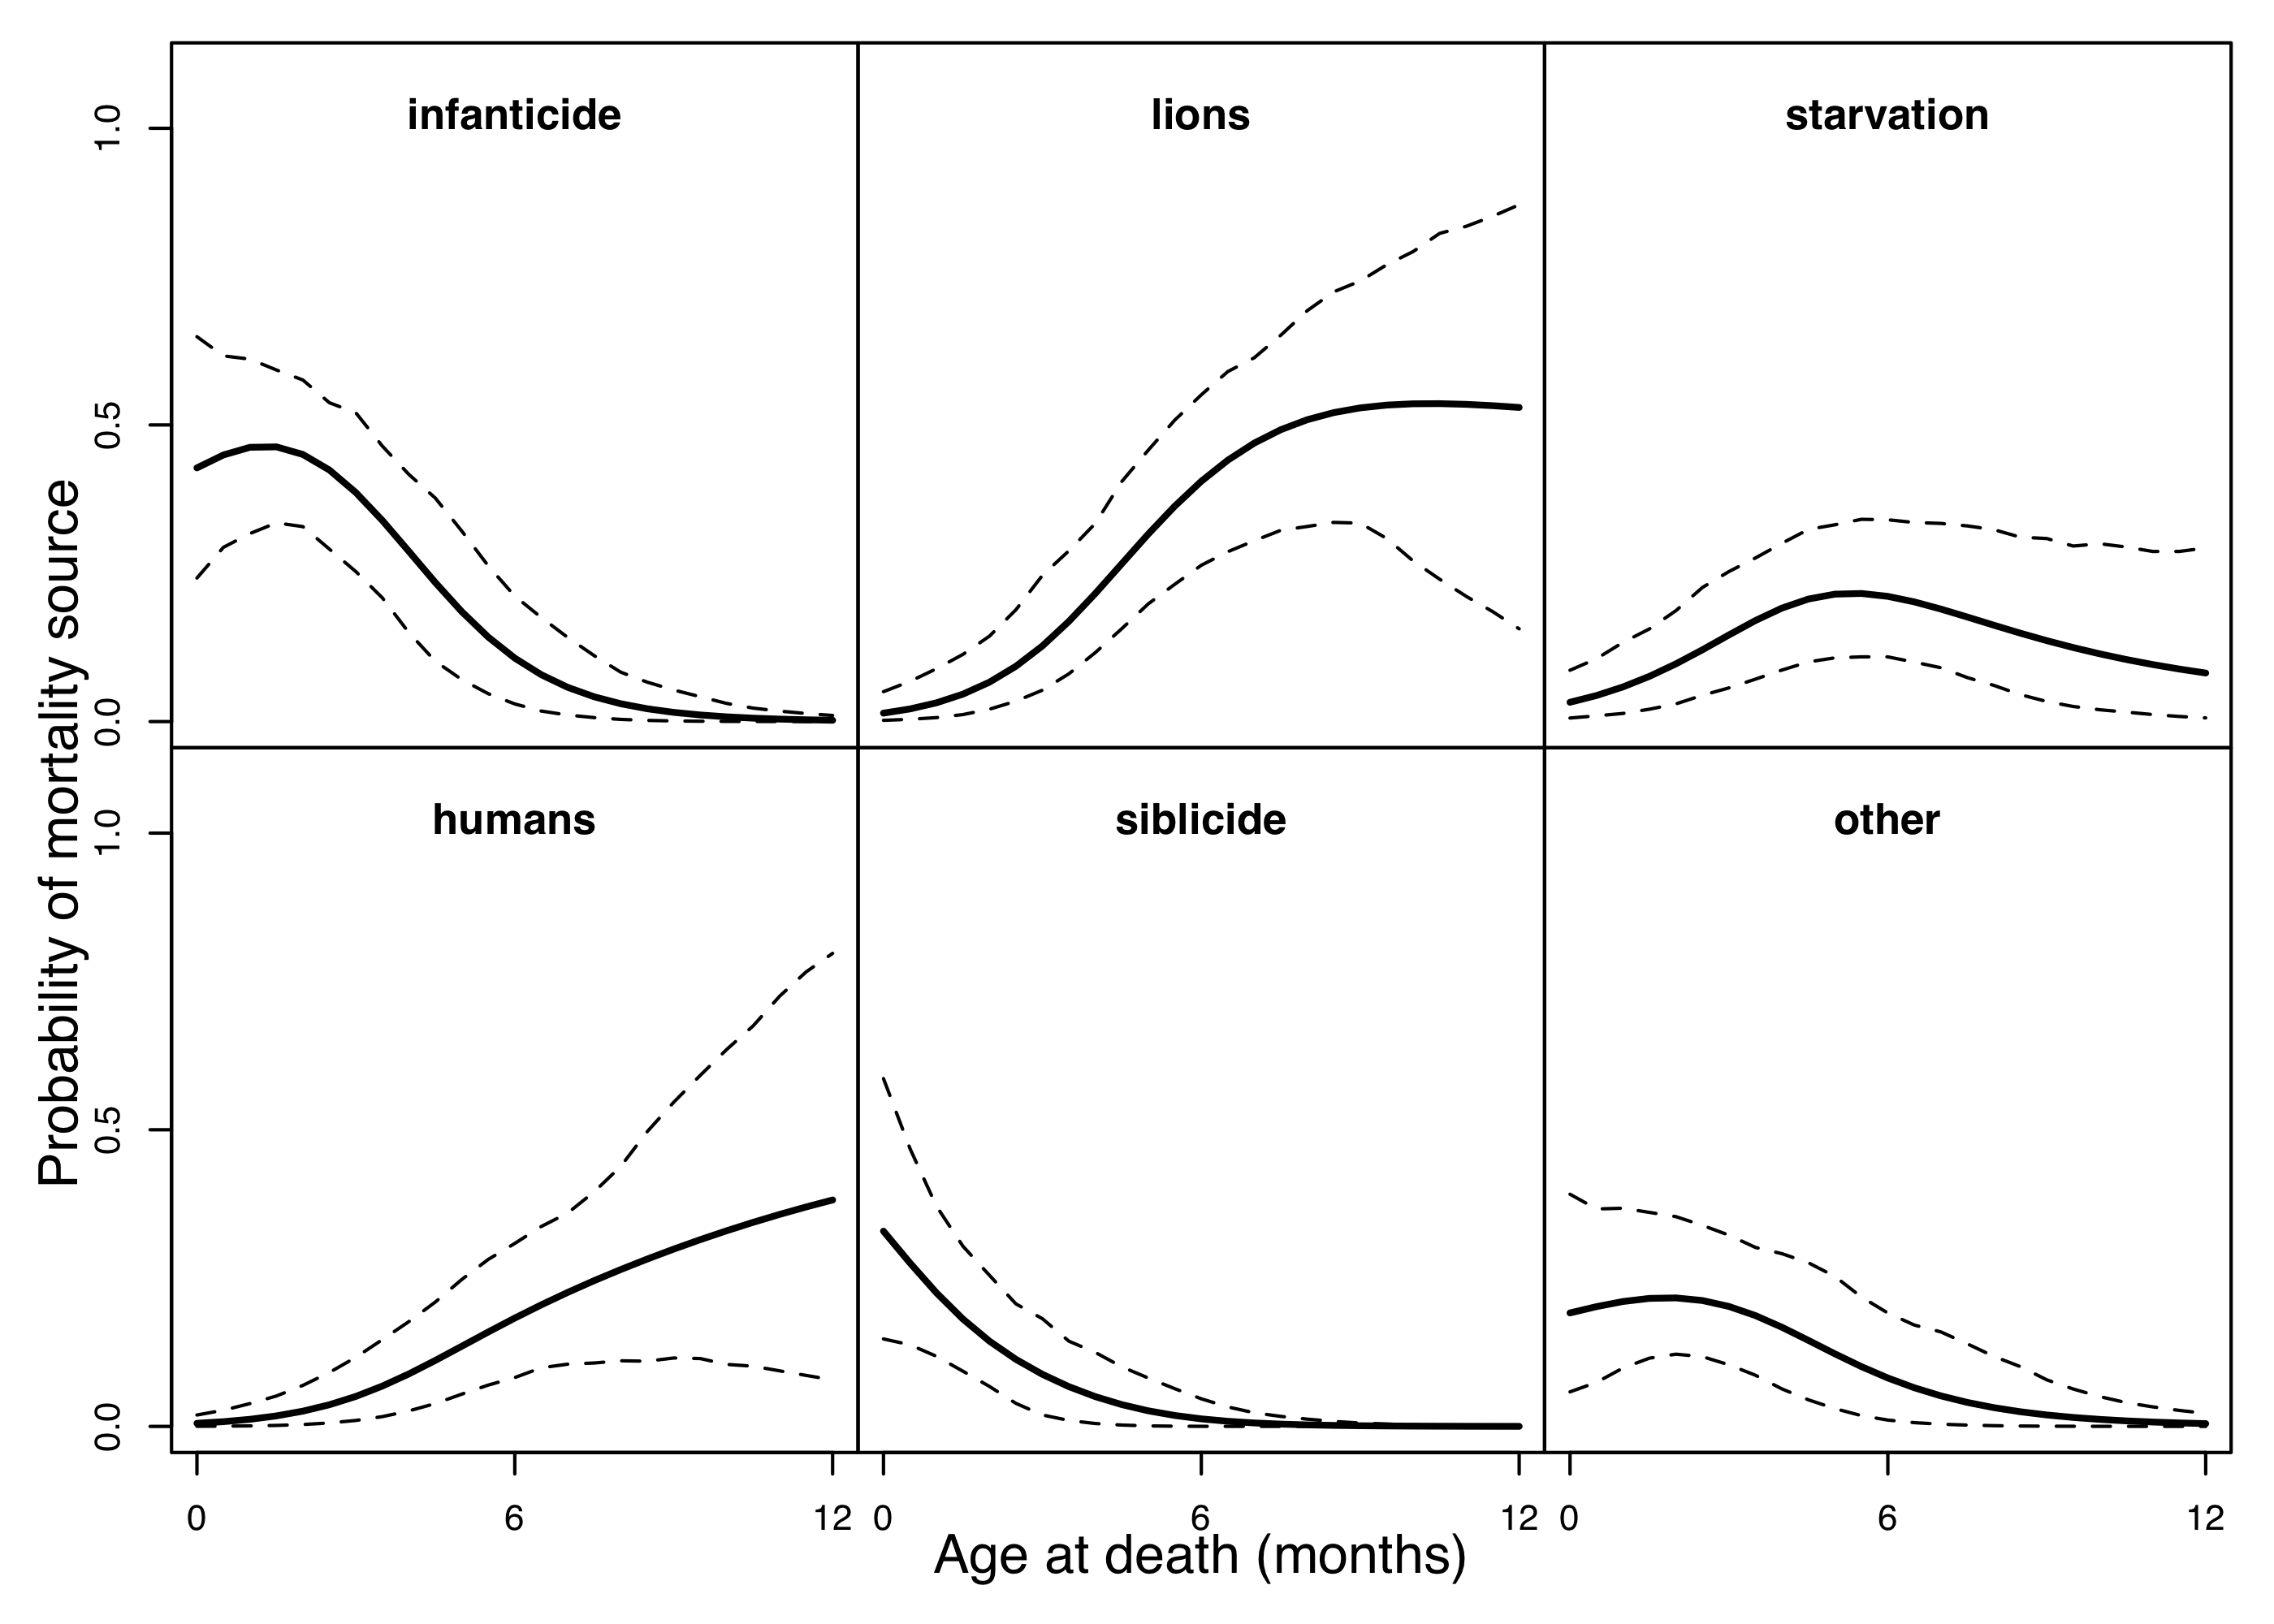 infanticide
lions
starvation
1.0
0.5
0.0
humans
siblicide
other
1.0
0.5
0.0
Probability of mortality source
0 6 12 0 6 12 0 6 12
Age at death (months)